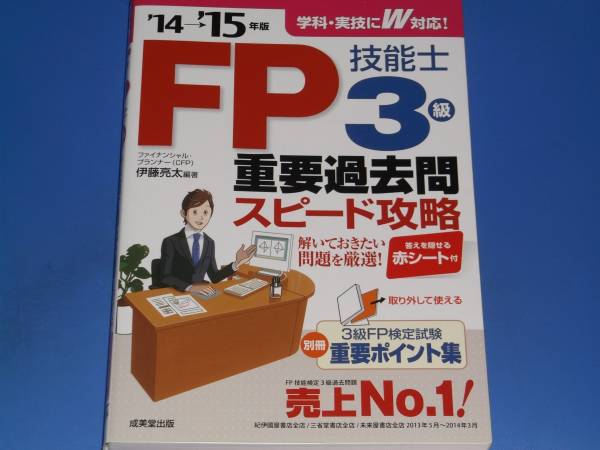 '14→'15年版
学科・実技にW対応!
FP技能士3級
ファイナンシャル・
プランナー(CFP)
伊藤亮太編著
重要過去問
スピード攻略
解いておきたい
問題を厳選!
答えを隠せる
赤シート付
取り外して使える
別冊
3級FP検定試験
重要ポイント集
FP技能検定3級過去問題
売上No.1!
成美堂出版
紀伊國屋書店全店/三省堂書店全店/未来屋書店全店 2013年5月~2014年3月